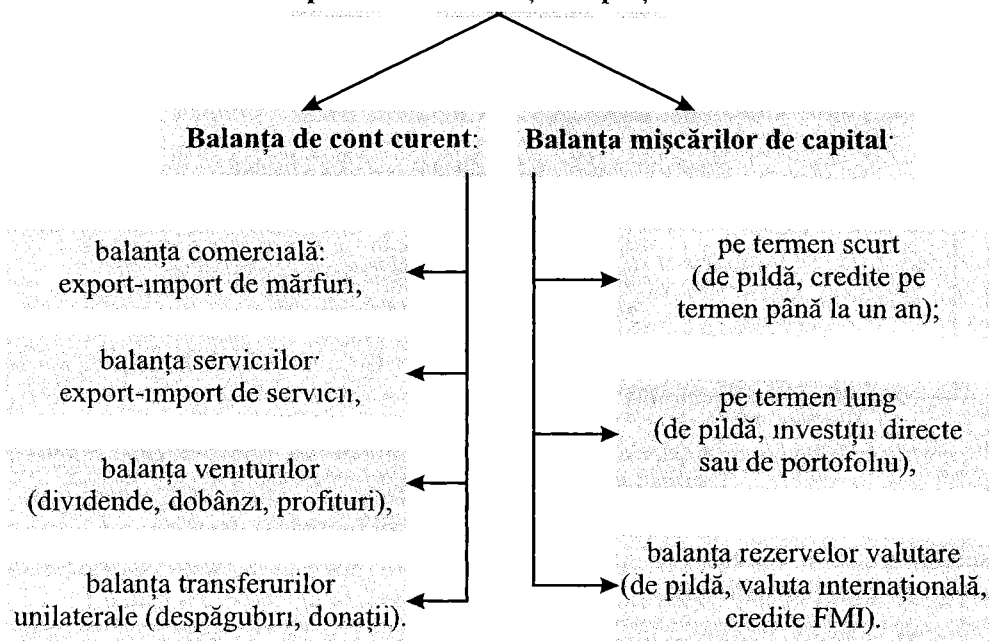 Balanța de cont curent:
balanța comercială:
export-import de mărfuri,
balanța serviciilor:
export-import de servicii,
balanța veniturilor
(dividende, dobânzi, profituri),
balanța transferurilor
unilaterale (despăgubiri, donații).
Balanța mişcărilor de capital:
pe termen scurt
(de pildă, credite pe
termen până la un an);
pe termen lung
(de pildă, investiții directe
sau de portofoliu),
balanța rezervelor valutare
(de pildă, valuta internațională,
credite FMI).